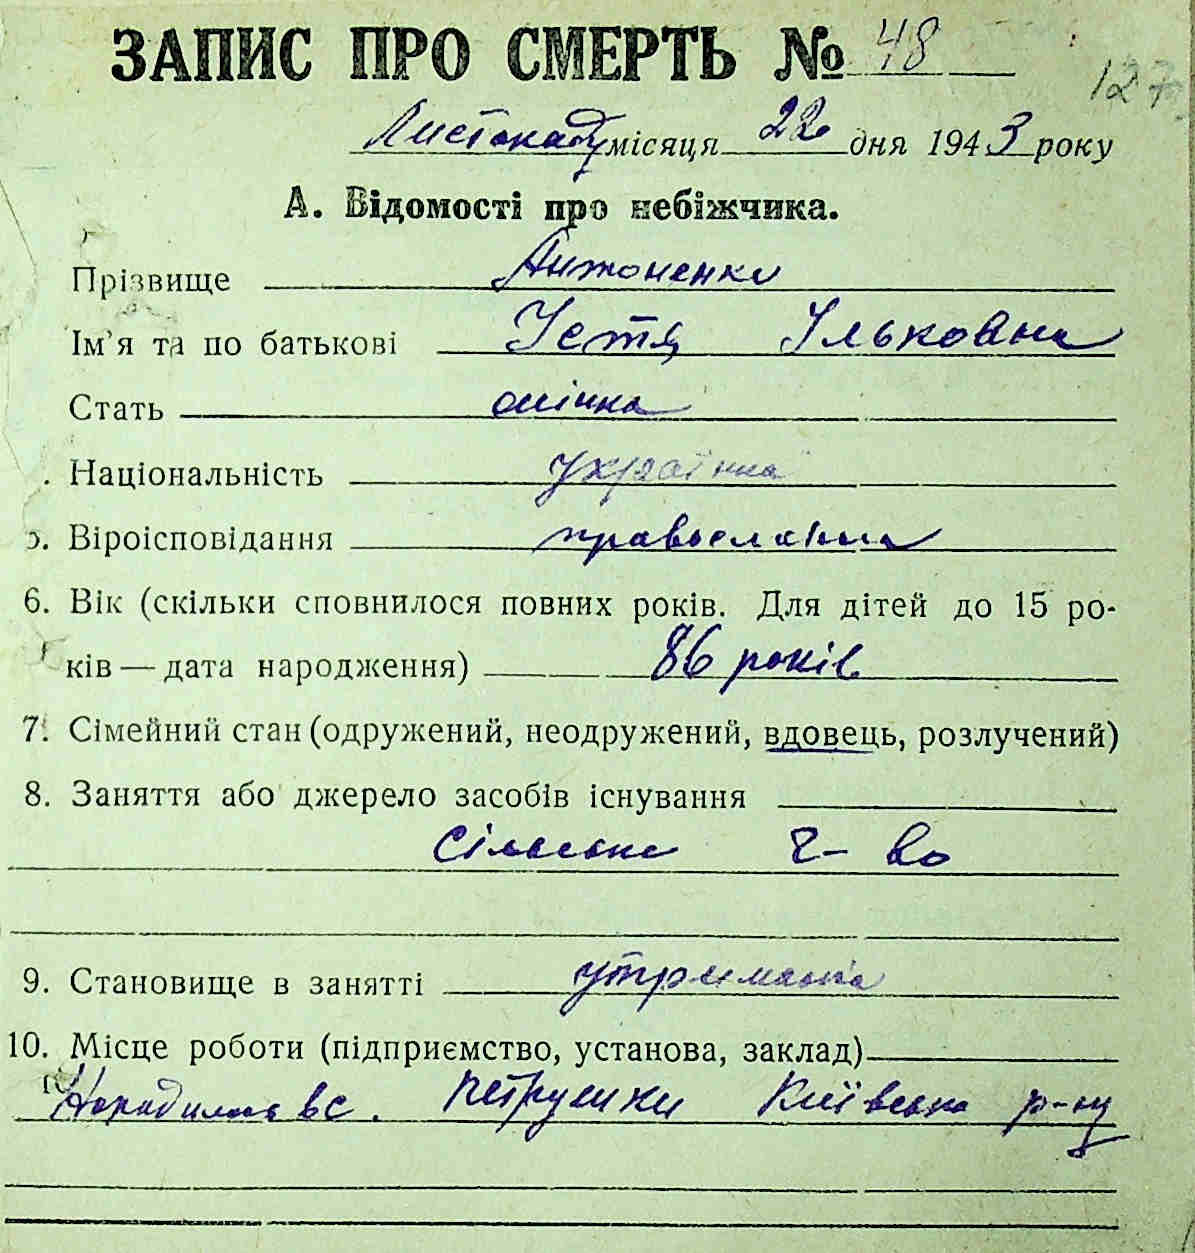 ЗАПИС ПРО СМЕРТЬ № 48
127
Листопаду місяця 22 дня 1943 року
А. Відомості про небіжчика.
Прізвище Антоненко
Ім'я та по батькові Устя Ільковна
Стать жінка
. Національність українка
5. Віроісповідання православна
6. Вік (скільки сповнилося повних років. Для дітей до 15 ро-
ків — дата народження) 86 років
7. Сімейний стан (одружений, неодружений, вдовець, розлучений)
8. Заняття або джерело засобів існування
Сільське г-во
9. Становище в занятті
10. Місце роботи (підприємство, установа, заклад)
Народилась в с. Петрушки Київсько р-ну